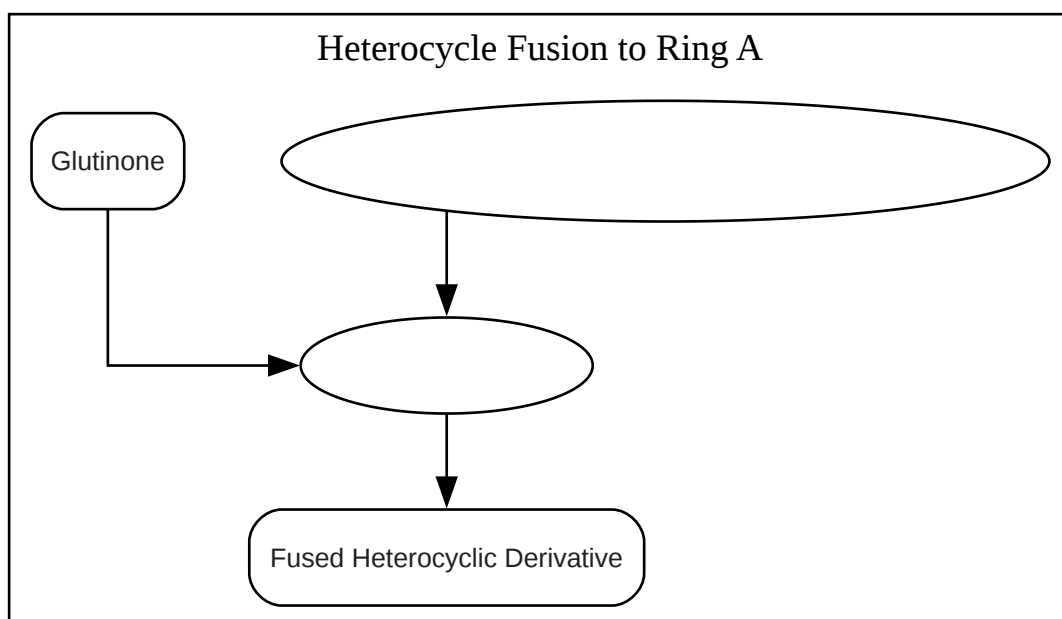 Heterocycle Fusion to Ring A
Glutinone
Fused Heterocyclic Derivative